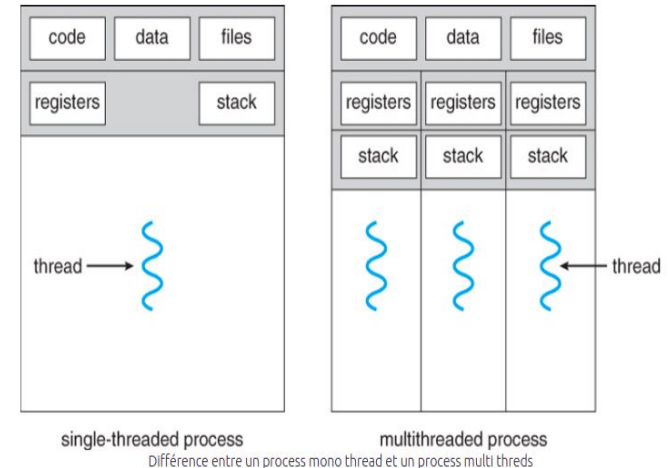 code data files
registers stack
thread
single-threaded process
code data files
registers registers registers
stack stack stack
thread
multithreaded process
Différence entre un process mono thread et un process multi threds